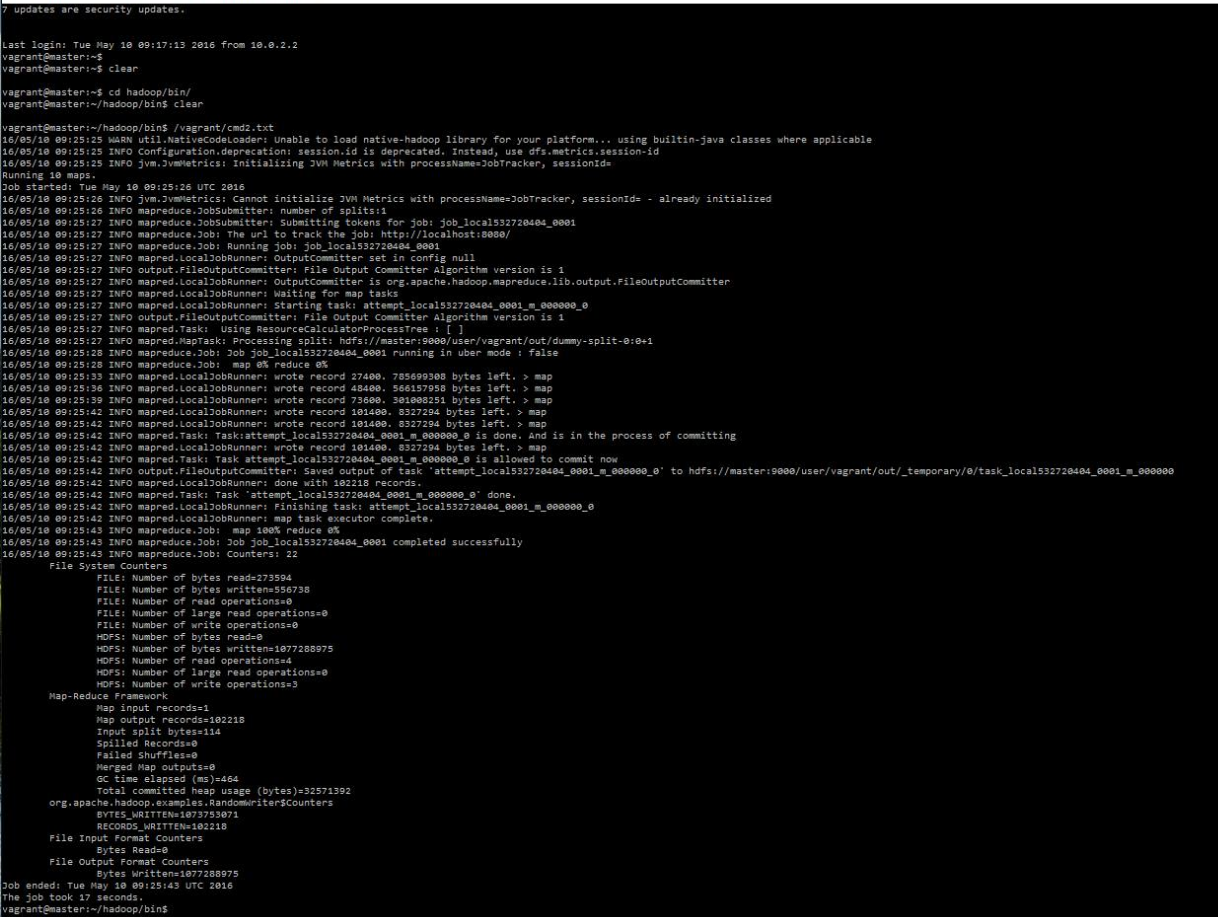 7 updates are security updates.
Last login: Tue May 10 09:17:13 2016 from 10.0.2.2
vagrant@master:~$
vagrant@master:~$ clear
vagrant@master:~$ cd hadoop/bin/
vagrant@master:~/hadoop/bin$ clear
vagrant@master:~/hadoop/bin$ /vagrant/cmd2.txt
16/05/10 09:25:25 WARN util.NativeCodeLoader: Unable to load native-hadoop library for your platform... using builtin-java classes where applicable
16/05/10 09:25:25 INFO Configuration.deprecation: session.id is deprecated. Instead, use dfs.metrics.session-id
16/05/10 09:25:25 INFO jvm.JvmMetrics: Initializing JVM Metrics with processName=JobTracker, sessionId=
Running 10 maps.
Job started: Tue May 10 09:25:26 UTC 2016
16/05/10 09:25:26 INFO jvm.JvmMetrics: Cannot initialize JVM Metrics with processName=JobTracker, sessionId= - already initialized
16/05/10 09:25:26 INFO mapreduce.JobSubmitter: number of splits:1
16/05/10 09:25:27 INFO mapreduce.JobSubmitter: Submitting tokens for job: job_local532720404_0001
16/05/10 09:25:27 INFO mapreduce.Job: The url to track the job: http://localhost:8080/
16/05/10 09:25:27 INFO mapreduce.Job: Running job: job_local532720404_0001
16/05/10 09:25:27 INFO mapred.LocalJobRunner: OutputCommitter set in config null
16/05/10 09:25:27 INFO output.FileOutputCommitter: File Output Committer Algorithm version is 1
16/05/10 09:25:27 INFO mapred.LocalJobRunner: OutputCommitter is org.apache.hadoop.mapreduce.lib.output.FileOutputCommitter
16/05/10 09:25:27 INFO mapred.LocalJobRunner: Waiting for map tasks
16/05/10 09:25:27 INFO mapred.LocalJobRunner: Starting task: attempt_local532720404_0001_m_000000_0
16/05/10 09:25:27 INFO output.FileOutputCommitter: File Output Committer Algorithm version is 1
16/05/10 09:25:27 INFO mapred.Task:  Using ResourceCalculatorProcessTree : [ ]
16/05/10 09:25:27 INFO mapred.MapTask: Processing split: hdfs://master:9000/user/vagrant/out/dummy-split-0:0+1
16/05/10 09:25:28 INFO mapreduce.Job: Job job_local532720404_0001 running in uber mode : false
16/05/10 09:25:28 INFO mapreduce.Job:  map 0% reduce 0%
16/05/10 09:25:33 INFO mapred.LocalJobRunner: wrote record 27400. 785699308 bytes left. > map
16/05/10 09:25:36 INFO mapred.LocalJobRunner: wrote record 48400. 566157958 bytes left. > map
16/05/10 09:25:39 INFO mapred.LocalJobRunner: wrote record 73600. 301008251 bytes left. > map
16/05/10 09:25:42 INFO mapred.LocalJobRunner: wrote record 101400. 8327294 bytes left. > map
16/05/10 09:25:42 INFO mapred.LocalJobRunner: wrote record 101400. 8327294 bytes left. > map
16/05/10 09:25:42 INFO mapred.Task: Task:attempt_local532720404_0001_m_000000_0 is done. And is in the process of committing
16/05/10 09:25:42 INFO mapred.LocalJobRunner: wrote record 101400. 8327294 bytes left. > map
16/05/10 09:25:42 INFO mapred.Task: Task attempt_local532720404_0001_m_000000_0 is allowed to commit now
16/05/10 09:25:42 INFO output.FileOutputCommitter: Saved output of task 'attempt_local532720404_0001_m_000000_0' to hdfs://master:9000/user/vagrant/out/_temporary/0/task_local532720404_0001_m_000000
16/05/10 09:25:42 INFO mapred.LocalJobRunner: done with 102218 records.
16/05/10 09:25:42 INFO mapred.Task: Task 'attempt_local532720404_0001_m_000000_0' done.
16/05/10 09:25:42 INFO mapred.LocalJobRunner: Finishing task: attempt_local532720404_0001_m_000000_0
16/05/10 09:25:42 INFO mapred.LocalJobRunner: map task executor complete.
16/05/10 09:25:43 INFO mapreduce.Job:  map 100% reduce 0%
16/05/10 09:25:43 INFO mapreduce.Job: Job job_local532720404_0001 completed successfully
16/05/10 09:25:43 INFO mapreduce.Job: Counters: 22
File System Counters
FILE: Number of bytes read=273594
FILE: Number of bytes written=556738
FILE: Number of read operations=0
FILE: Number of large read operations=0
FILE: Number of write operations=0
HDFS: Number of bytes read=0
HDFS: Number of bytes written=1077288975
HDFS: Number of read operations=4
HDFS: Number of large read operations=0
HDFS: Number of write operations=3
Map-Reduce Framework
Map input records=1
Map output records=102218
Input split bytes=114
Spilled Records=0
Failed Shuffles=0
Merged Map outputs=0
GC time elapsed (ms)=464
Total committed heap usage (bytes)=32571392
org.apache.hadoop.examples.RandomWriter$Counters
BYTES_WRITTEN=1073753071
RECORDS_WRITTEN=102218
File Input Format Counters
Bytes Read=0
File Output Format Counters
Bytes Written=1077288975
Job ended: Tue May 10 09:25:43 UTC 2016
The job took 17 seconds.
vagrant@master:~/hadoop/bin$